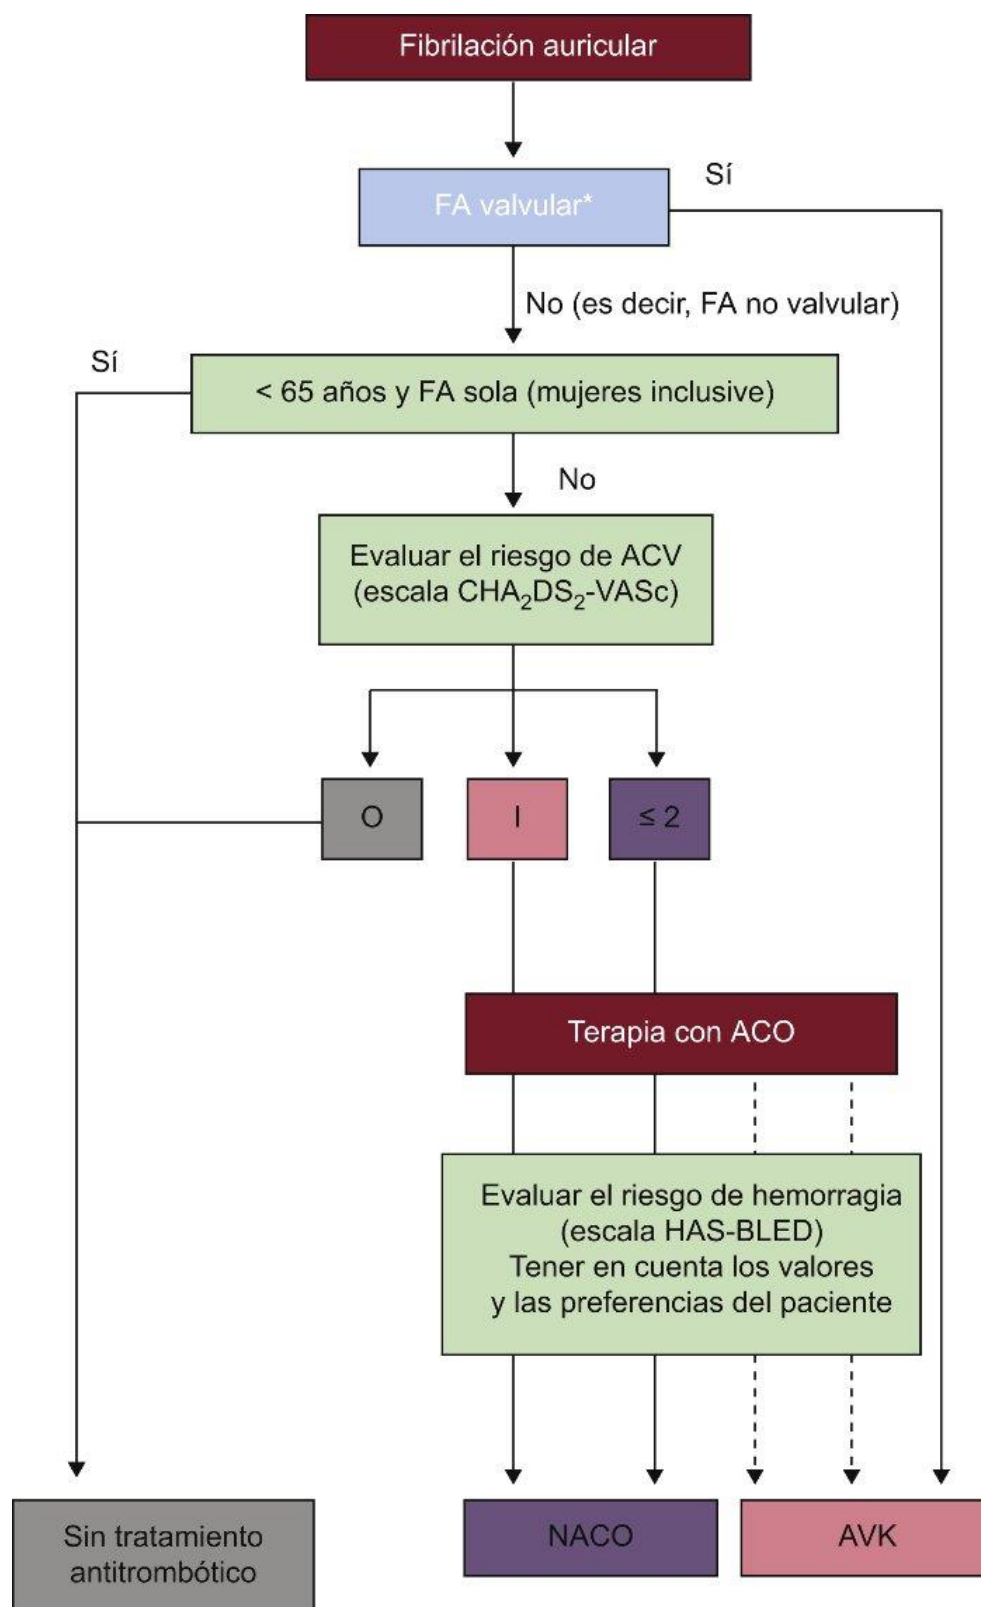 Fibrilación auricular
FA valvular*
Sí
No (es decir, FA no valvular)
Sí
< 65 años y FA sola (mujeres inclusive)
No
Evaluar el riesgo de ACV
(escala CHA₂DS₂-VASc)
O
I
≤ 2
Terapia con ACO
Evaluar el riesgo de hemorragia
(escala HAS-BLED)
Tener en cuenta los valores
y las preferencias del paciente
Sin tratamiento
antitrombótico
NACO
AVK